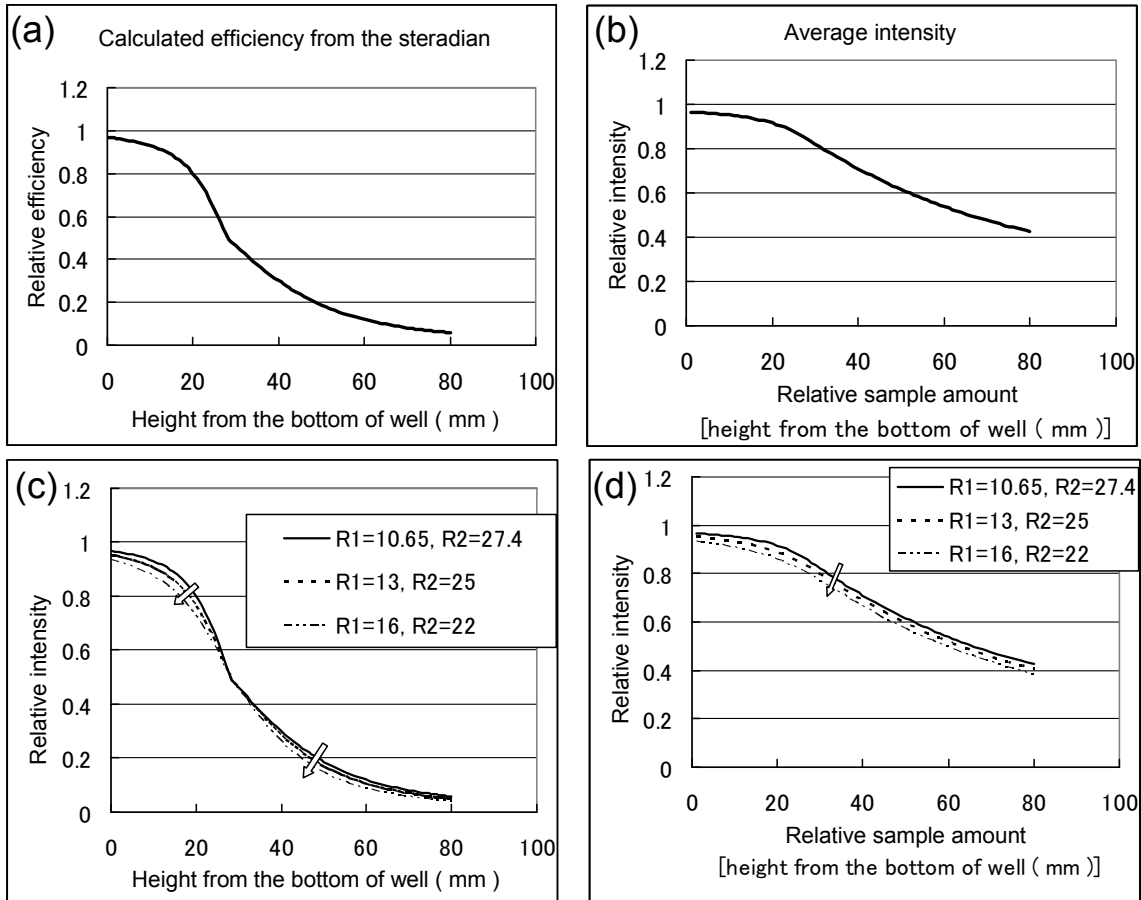 (a)
Calculated efficiency from the steradian
1.2
1
0.8
0.6
0.4
0.2
0
Relative efficiency
0 20 40 60 80 100
Height from the bottom of well ( mm )
(b)
Average intensity
1.2
1
0.8
0.6
0.4
0.2
0
Relative intensity
0 20 40 60 80 100
Relative sample amount
[height from the bottom of well ( mm )]
(c)
1.2
1
0.8
0.6
0.4
0.2
0
Relative intensity
R1=10.65, R2=27.4
R1=13, R2=25
R1=16, R2=22
0 20 40 60 80 100
Height from the bottom of well ( mm )
(d)
R1=10.65, R2=27.4
R1=13, R2=25
R1=16, R2=22
1.2
1
0.8
0.6
0.4
0.2
0
Relative intensity
0 20 40 60 80 100
Relative sample amount
[height from the bottom of well ( mm )]